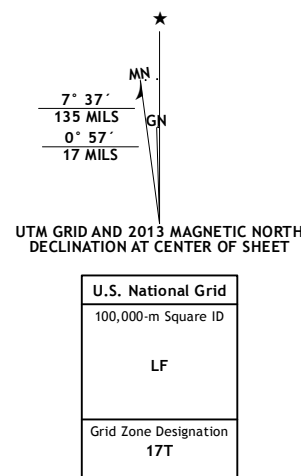 ★
MN
7° 37´
135 MILS
GN
0° 57´
17 MILS
UTM GRID AND 2013 MAGNETIC NORTH
DECLINATION AT CENTER OF SHEET
U.S. National Grid
100,000-m Square ID
LF
Grid Zone Designation
17T